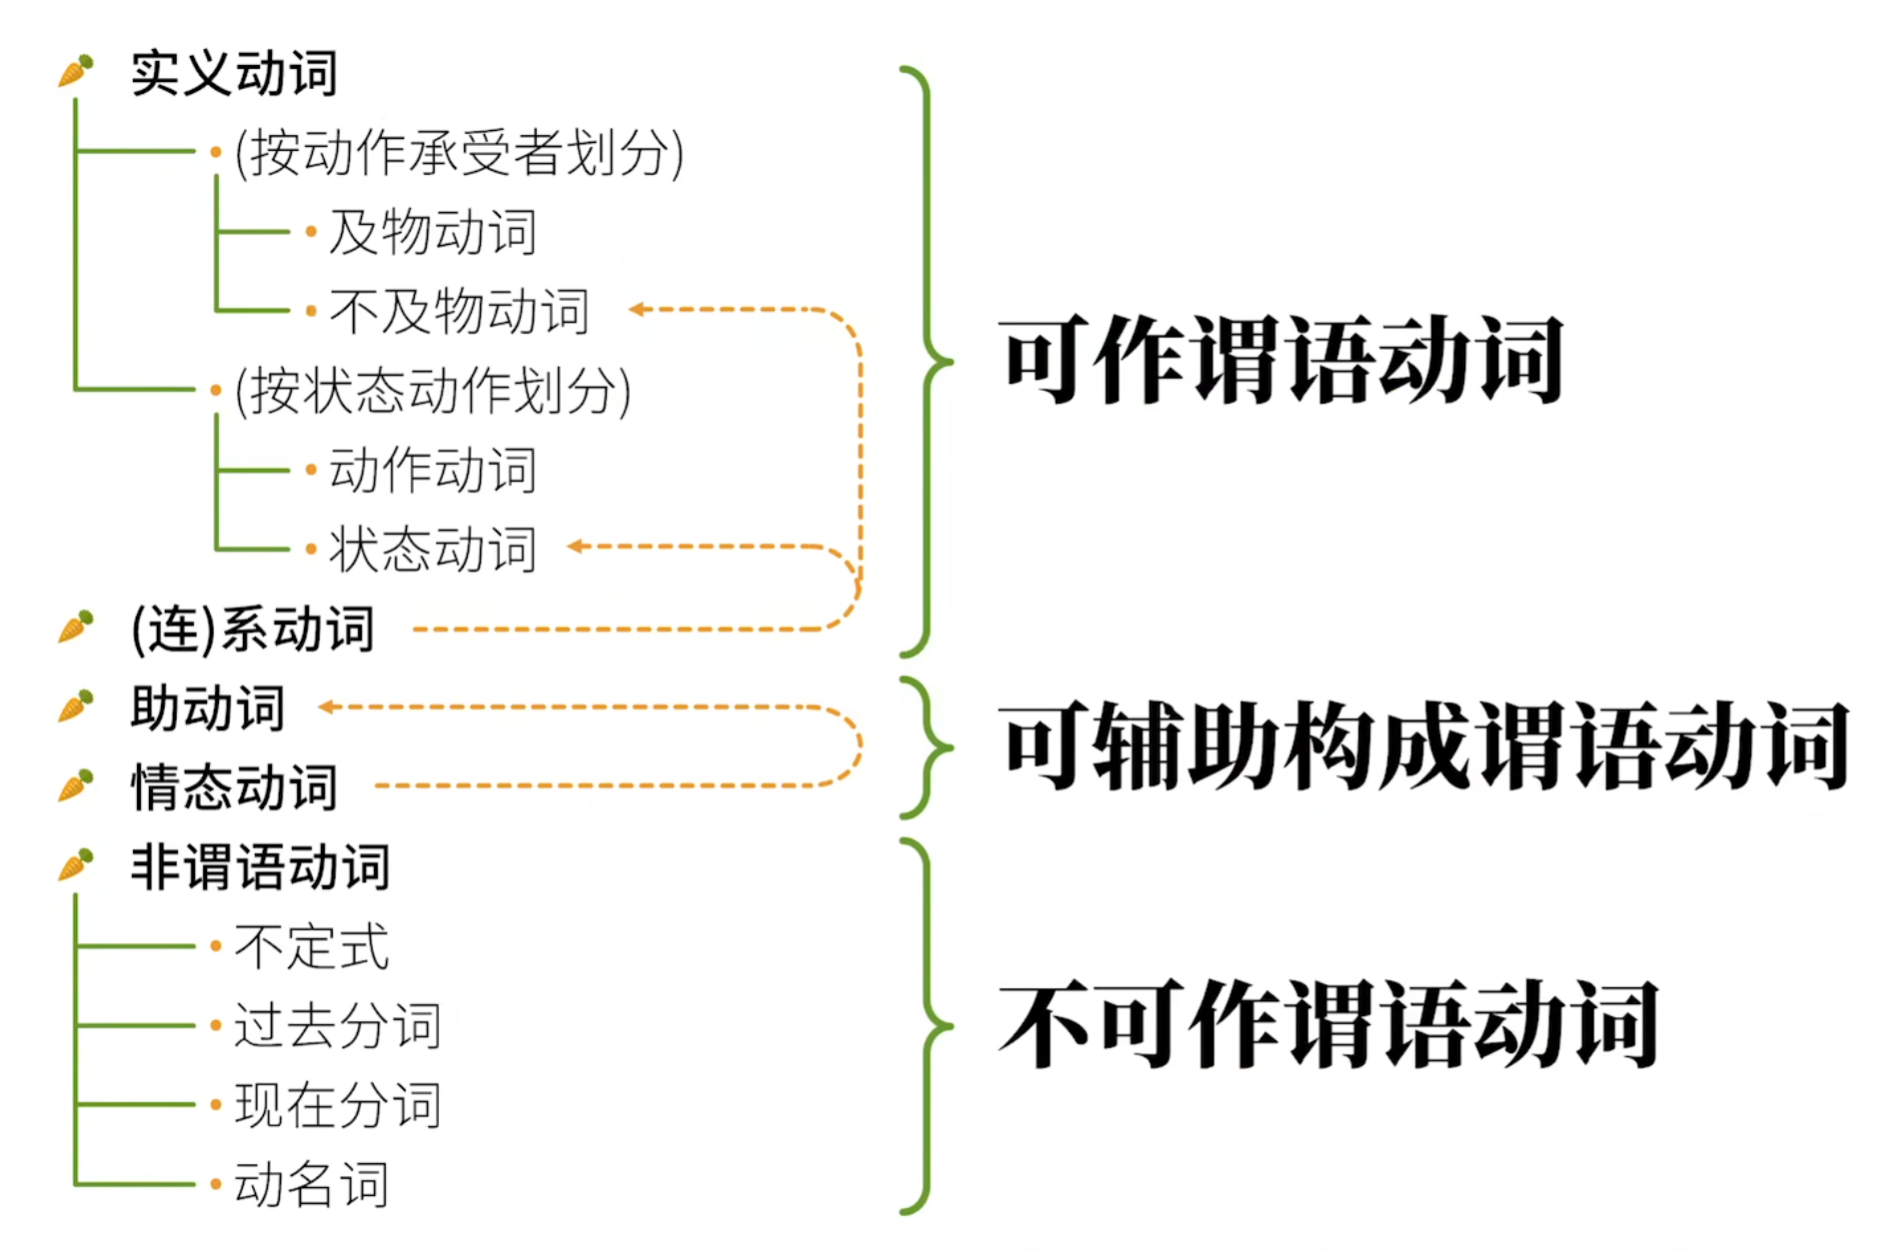 实义动词
(按动作承受者划分)
及物动词
不及物动词
(按状态动作划分)
动作动词
状态动词
(连)系动词
可作谓语动词
助动词
情态动词
可辅助构成谓语动词
非谓语动词
不定式
过去分词
现在分词
动名词
不可作谓语动词